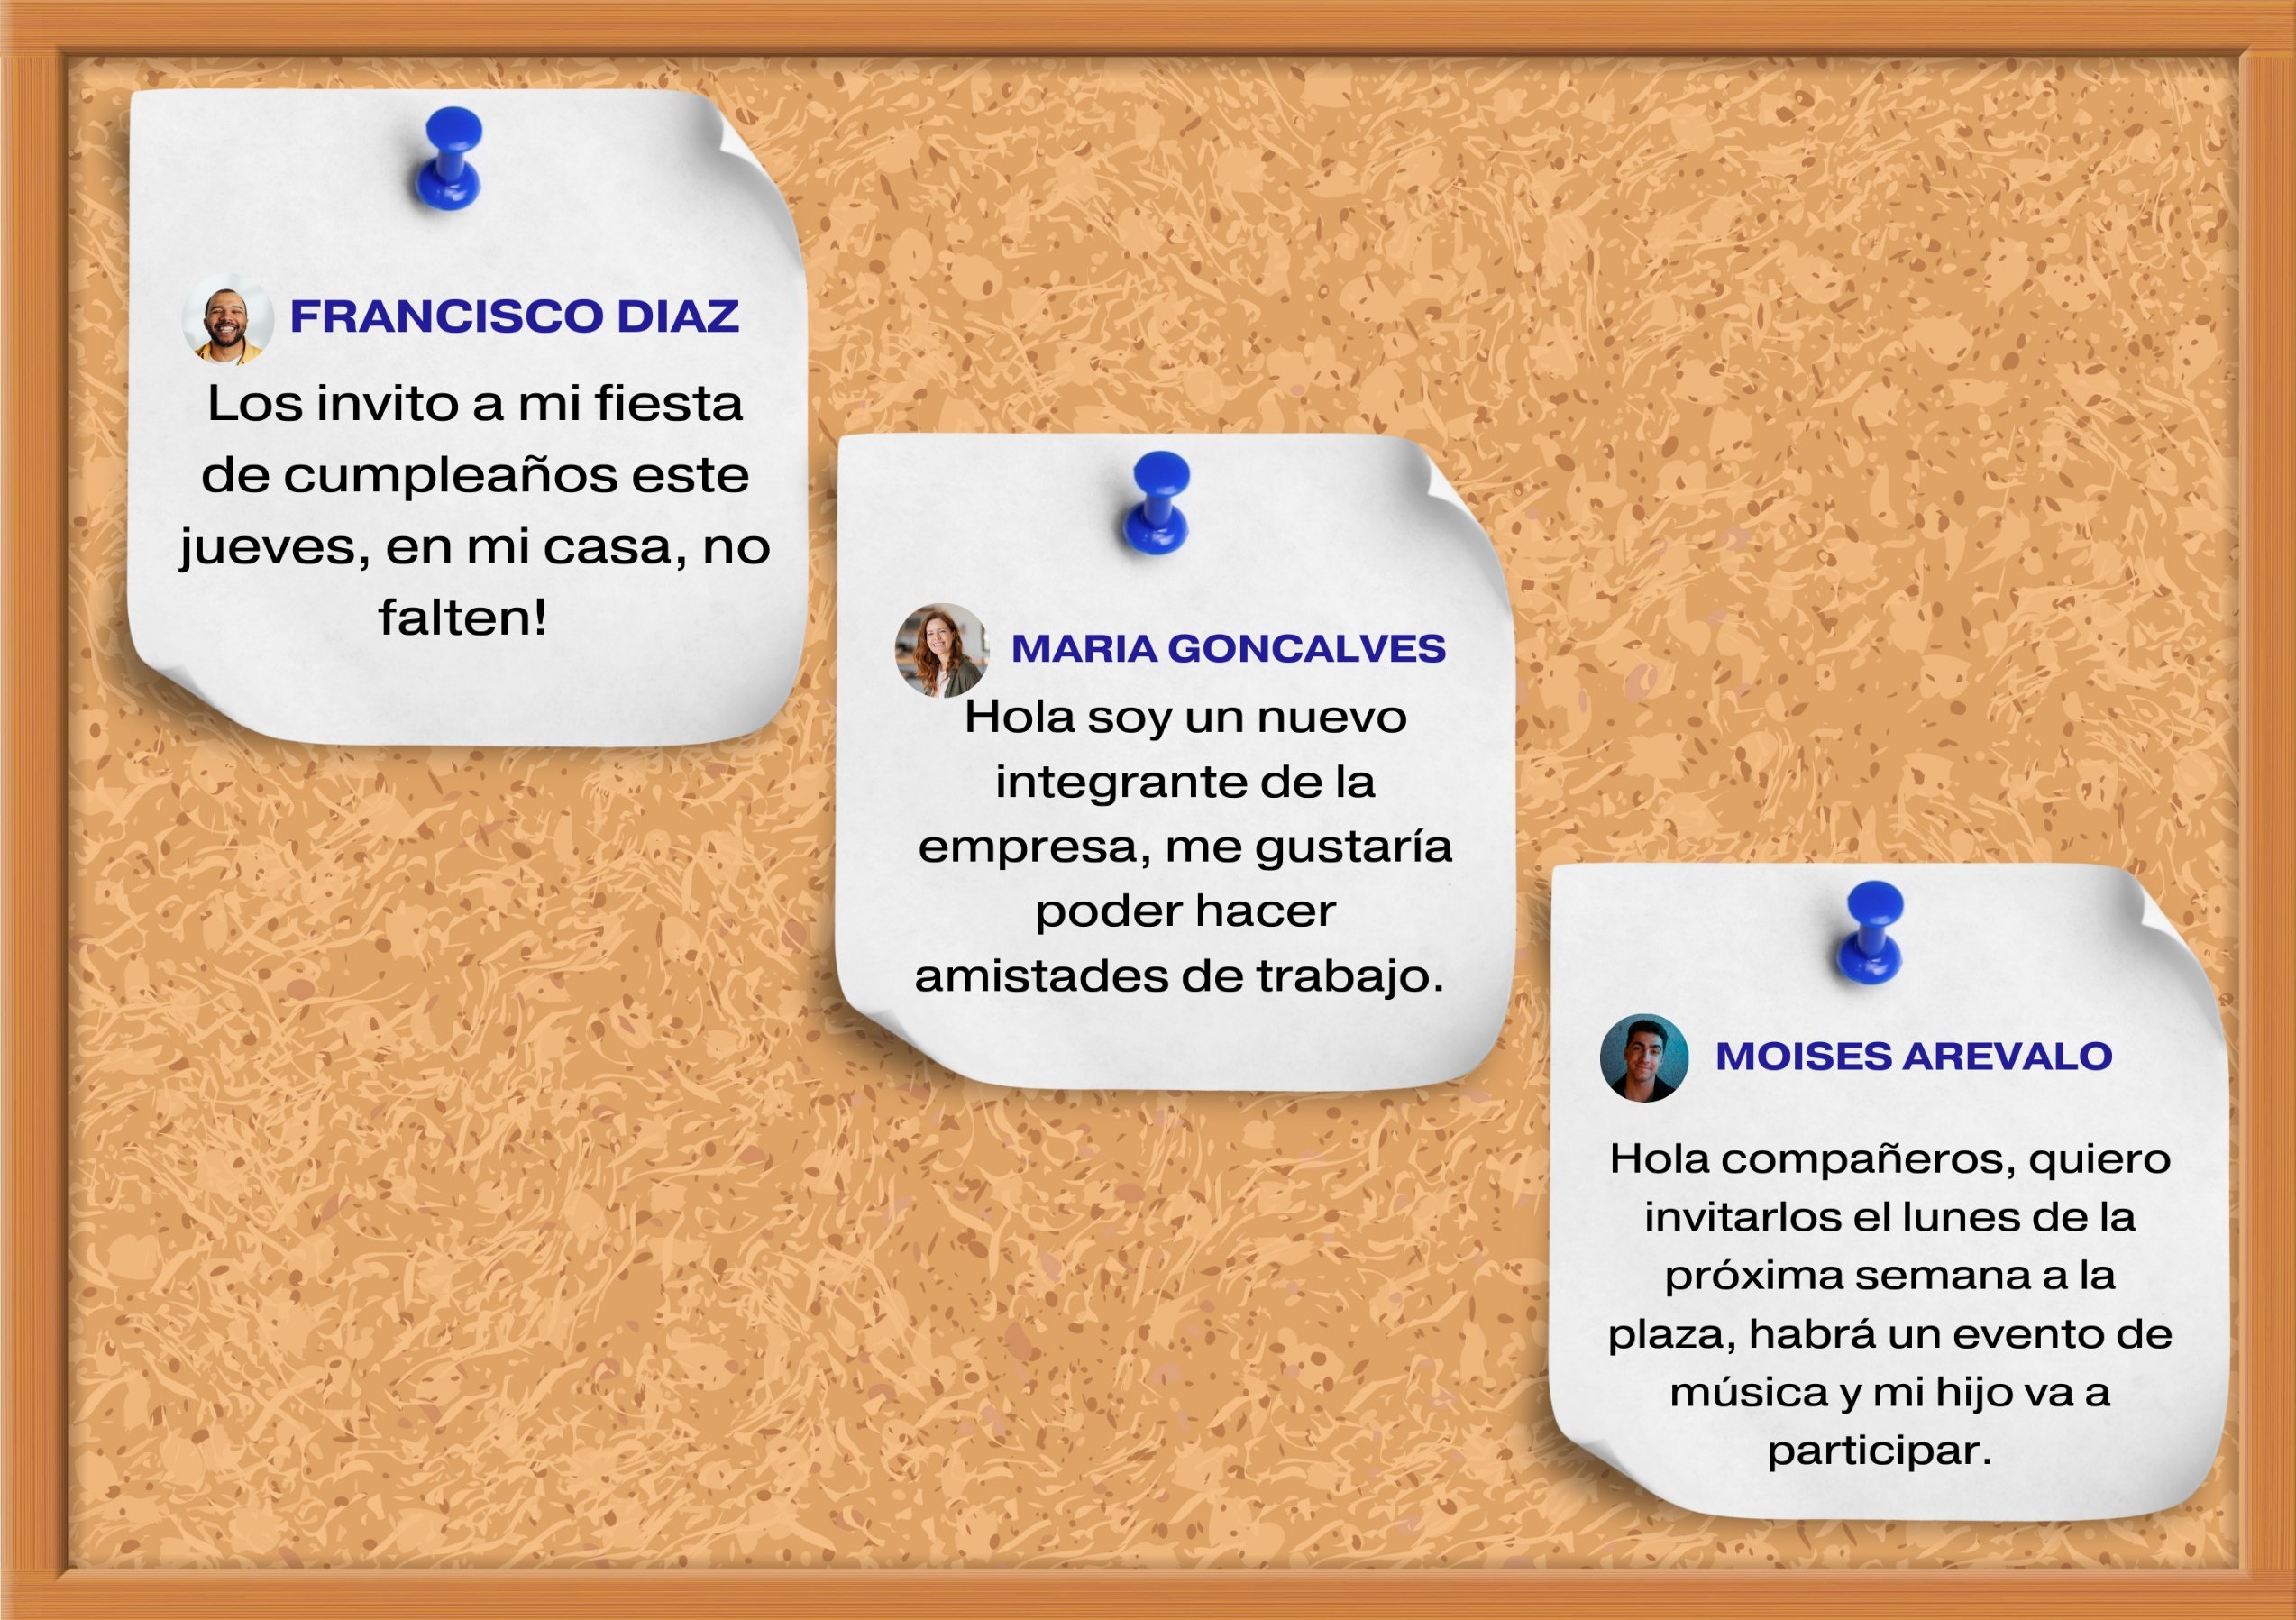 FRANCISCO DIAZ
Los invito a mi fiesta
de cumpleaños este
jueves, en mi casa, no
falten!
MARIA GONCALVES
Hola soy un nuevo
integrante de la
empresa, me gustaría
poder hacer
amistades de trabajo.
MOISES AREVALO
Hola compañeros, quiero
invitarlos el lunes de la
próxima semana a la
plaza, habrá un evento de
música y mi hijo va a
participar.